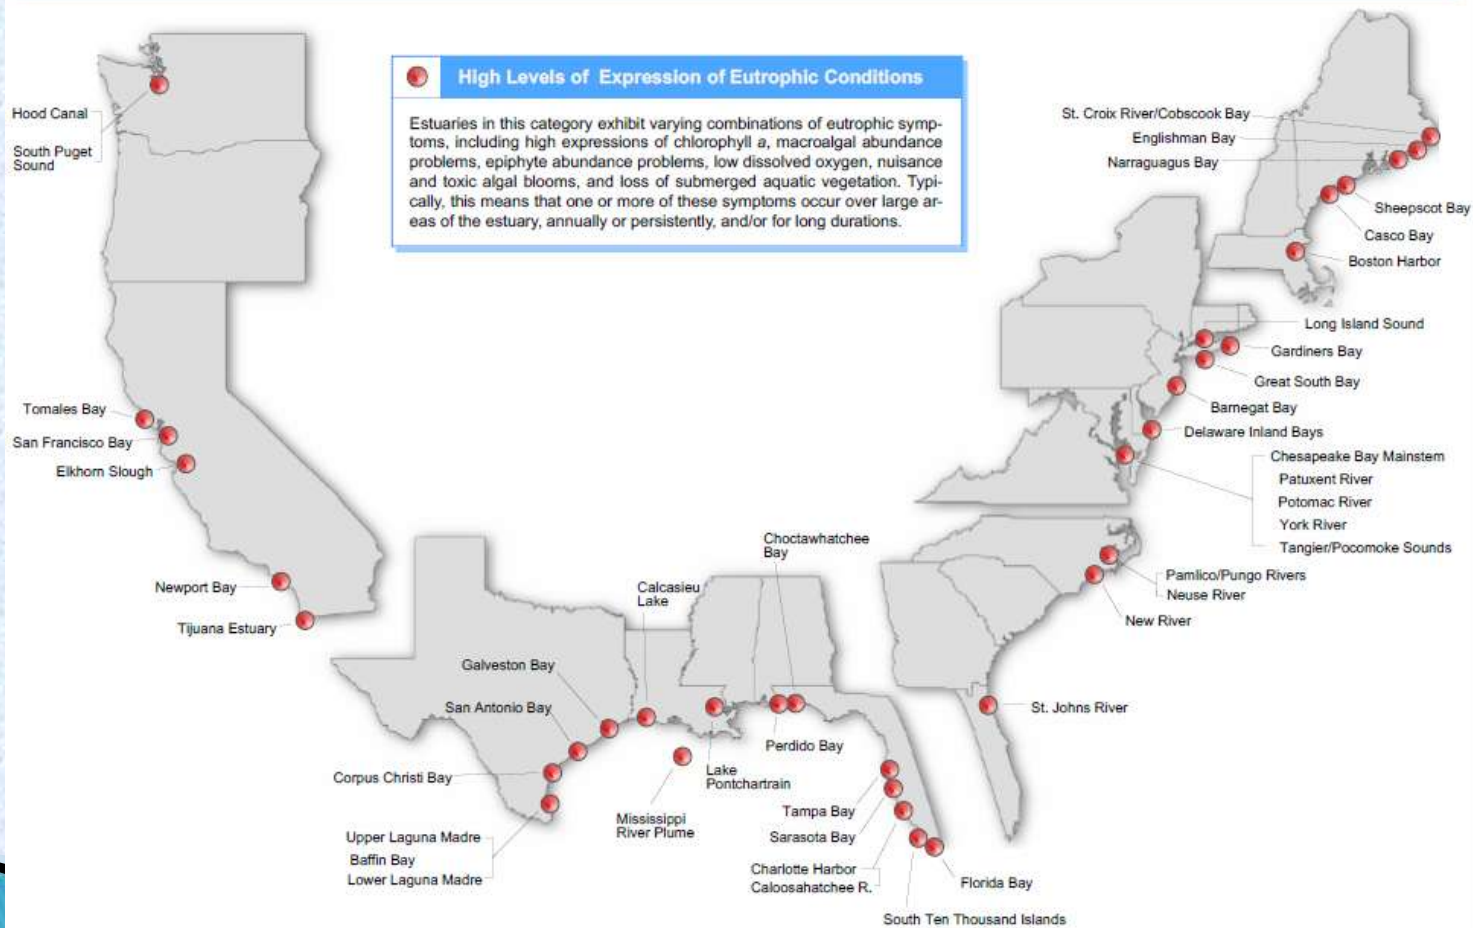 High Levels of Expression of Eutrophic Conditions
Estuaries in this category exhibit varying combinations of eutrophic symp-
toms, including high expressions of chlorophyll a, macroalgal abundance
problems, epiphyte abundance problems, low dissolved oxygen, nuisance
and toxic algal blooms, and loss of submerged aquatic vegetation. Typi-
cally, this means that one or more of these symptoms occur over large ar-
eas of the estuary, annually or persistently, and/or for long durations.
Hood Canal
South Puget
Sound
Tomales Bay
San Francisco Bay
Elkhorn Slough
Newport Bay
Tijuana Estuary
Calcasieu
Lake
Choctawhatchee
Bay
Galveston Bay
San Antonio Bay
Corpus Christi Bay
Upper Laguna Madre
Baffin Bay
Lower Laguna Madre
Mississippi
River Plume
Lake
Pontchartrain
Perdido Bay
Tampa Bay
Sarasota Bay
Charlotte Harbor
Caloosahatchee R.
South Ten Thousand Islands
Florida Bay
St. Croix River/Cobscook Bay
Englishman Bay
Narraguagus Bay
Sheepscot Bay
Casco Bay
Boston Harbor
Long Island Sound
Gardiners Bay
Great South Bay
Barnegat Bay
Delaware Inland Bays
Chesapeake Bay Mainstem
Patuxent River
Potomac River
York River
Tangier/Pocomoke Sounds
Pamlico/Pungo Rivers
Neuse River
New River
St. Johns River